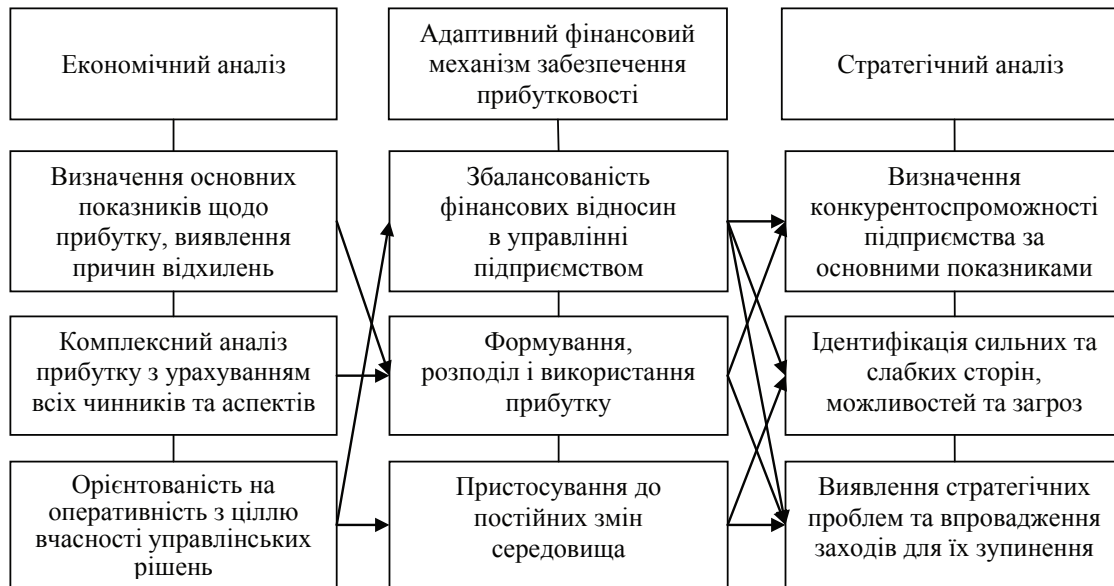 Економічний аналіз
Адаптивний фінансовий
механізм забезпечення
прибутковості
Стратегічний аналіз
Визначення основних
показників щодо
прибутку, виявлення
причин відхилень
Збалансованість
фінансових відносин
в управлінні
підприємством
Визначення
конкурентоспроможності
підприємства за
основними показниками
Комплексний аналіз
прибутку з урахуванням
всіх чинників та аспектів
Формування,
розподіл і використання
прибутку
Ідентифікація сильних та
слабких сторін,
можливостей та загроз
Орієнтованість на
оперативність з ціллю
вчасності управлінських
рішень
Пристосування до
постійних змін
середовища
Виявлення стратегічних
проблем та впровадження
заходів для їх зупинення